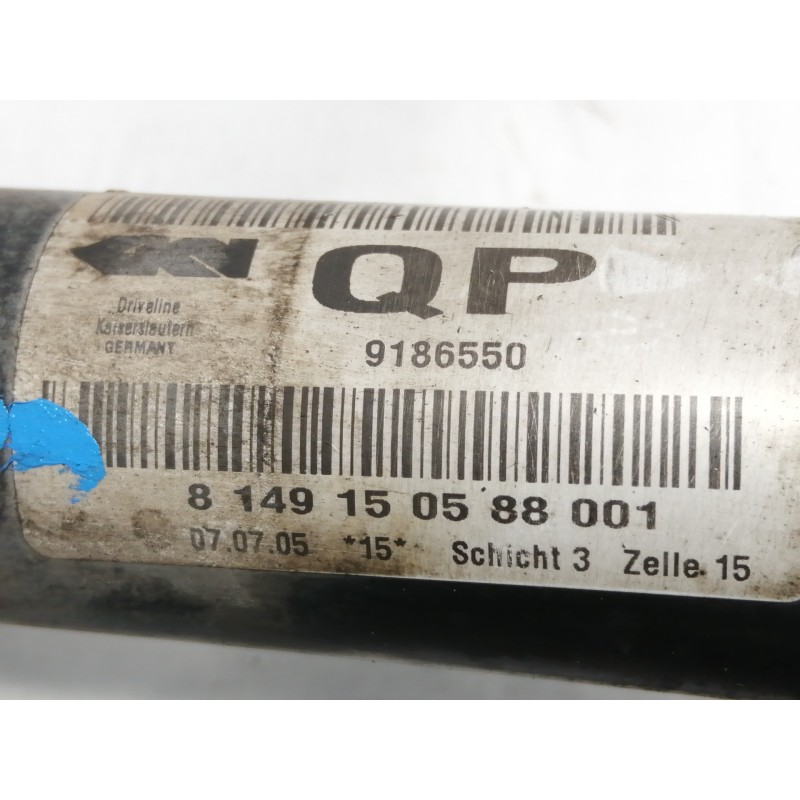 QP
Driveline
Kaiserslautern
GERMANY
9186550
8 149 15 05 88 001
07.07.05 *15* Schicht 3 Zelle 15